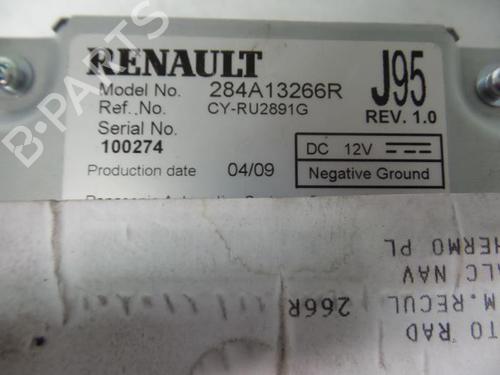 RENAULT
J95
Model No. 284A13266R
Ref. No. CY-RU2891G
REV. 1.0
Serial No.
100274
DC 12V
Production date 04/09
Negative Ground
TO RAD
M.RECUL 266R
ALC NAV
HERMO PL